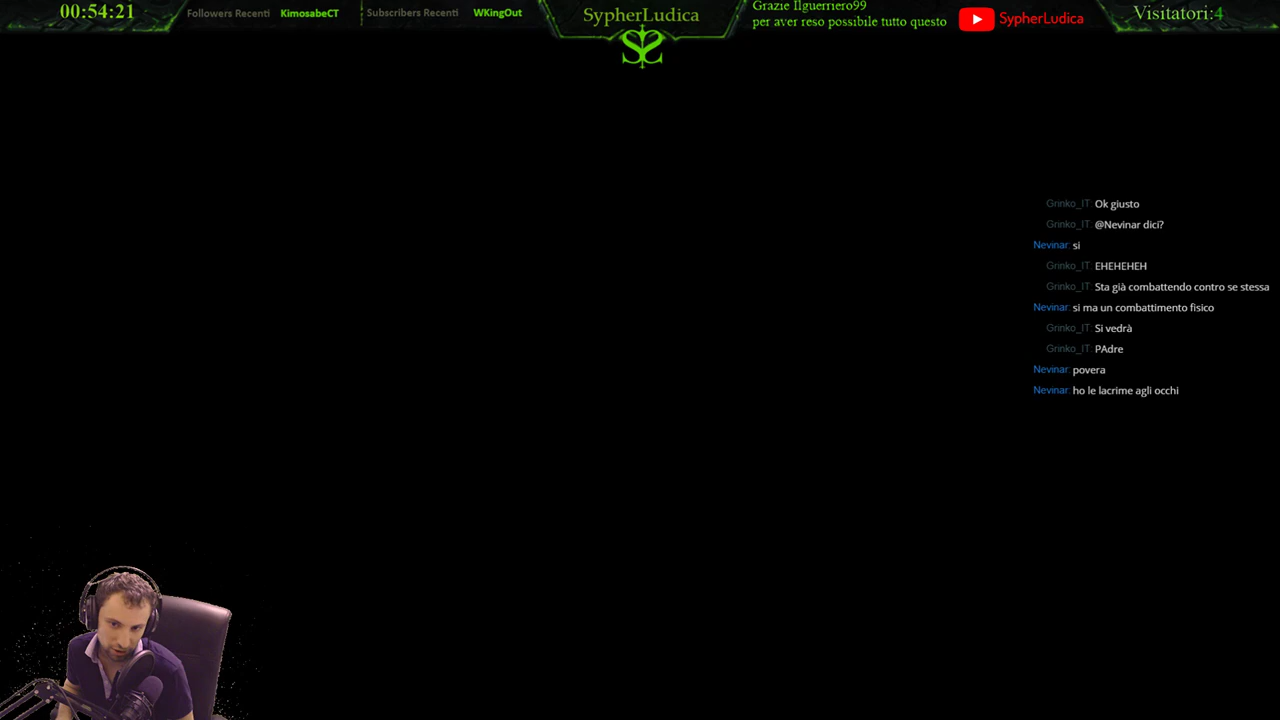 00:54:21
Followers Recenti KimosabeCT
Subscribers Recenti WKingOut
SypherLudica
Grazie Ilguerriero99
per aver reso possibile tutto questo
SypherLudica
Visitatori:4
Grinko_IT: Ok giusto
Grinko_IT: @Nevinar dici?
Nevinar: si
Grinko_IT: EHEHEHEH
Grinko_IT: Sta già combattendo contro se stessa
Nevinar: si ma un combattimento fisico
Grinko_IT: Si vedrà
Grinko_IT: PAdre
Nevinar: povera
Nevinar: ho le lacrime agli occhi